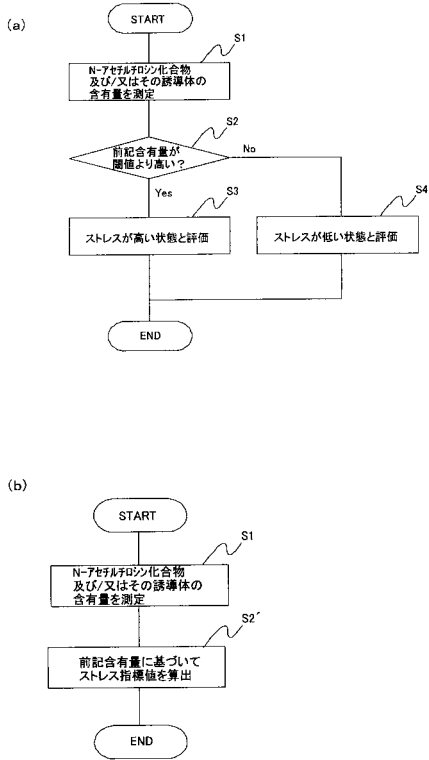 (a)
START
S1
N-アセチルチロシン化合物
及び/又はその誘導体の
含有量を測定
S2
前記含有量が
閾値より高い?
No
Yes
S3
S4
ストレスが高い状態と評価
ストレスが低い状態と評価
END
(b)
START
S1
N-アセチルチロシン化合物
及び/又はその誘導体の
含有量を測定
S2´
前記含有量に基づいて
ストレス指標値を算出
END